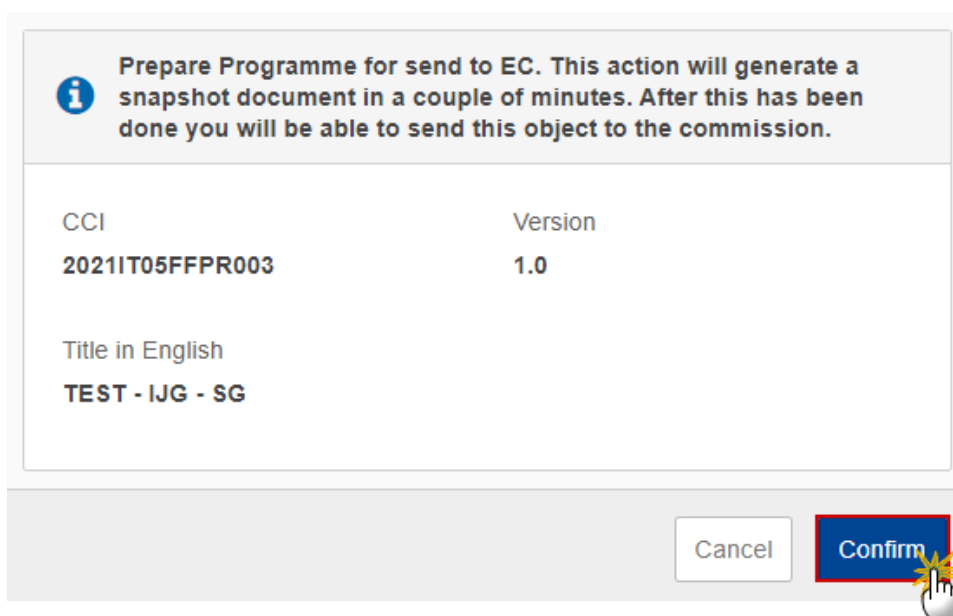 Prepare Programme for send to EC. This action will generate a
snapshot document in a couple of minutes. After this has been
done you will be able to send this object to the commission.
CCI
Version
2021IT05FFPR003
1.0
Title in English
TEST - IJG - SG
Cancel
Confirm